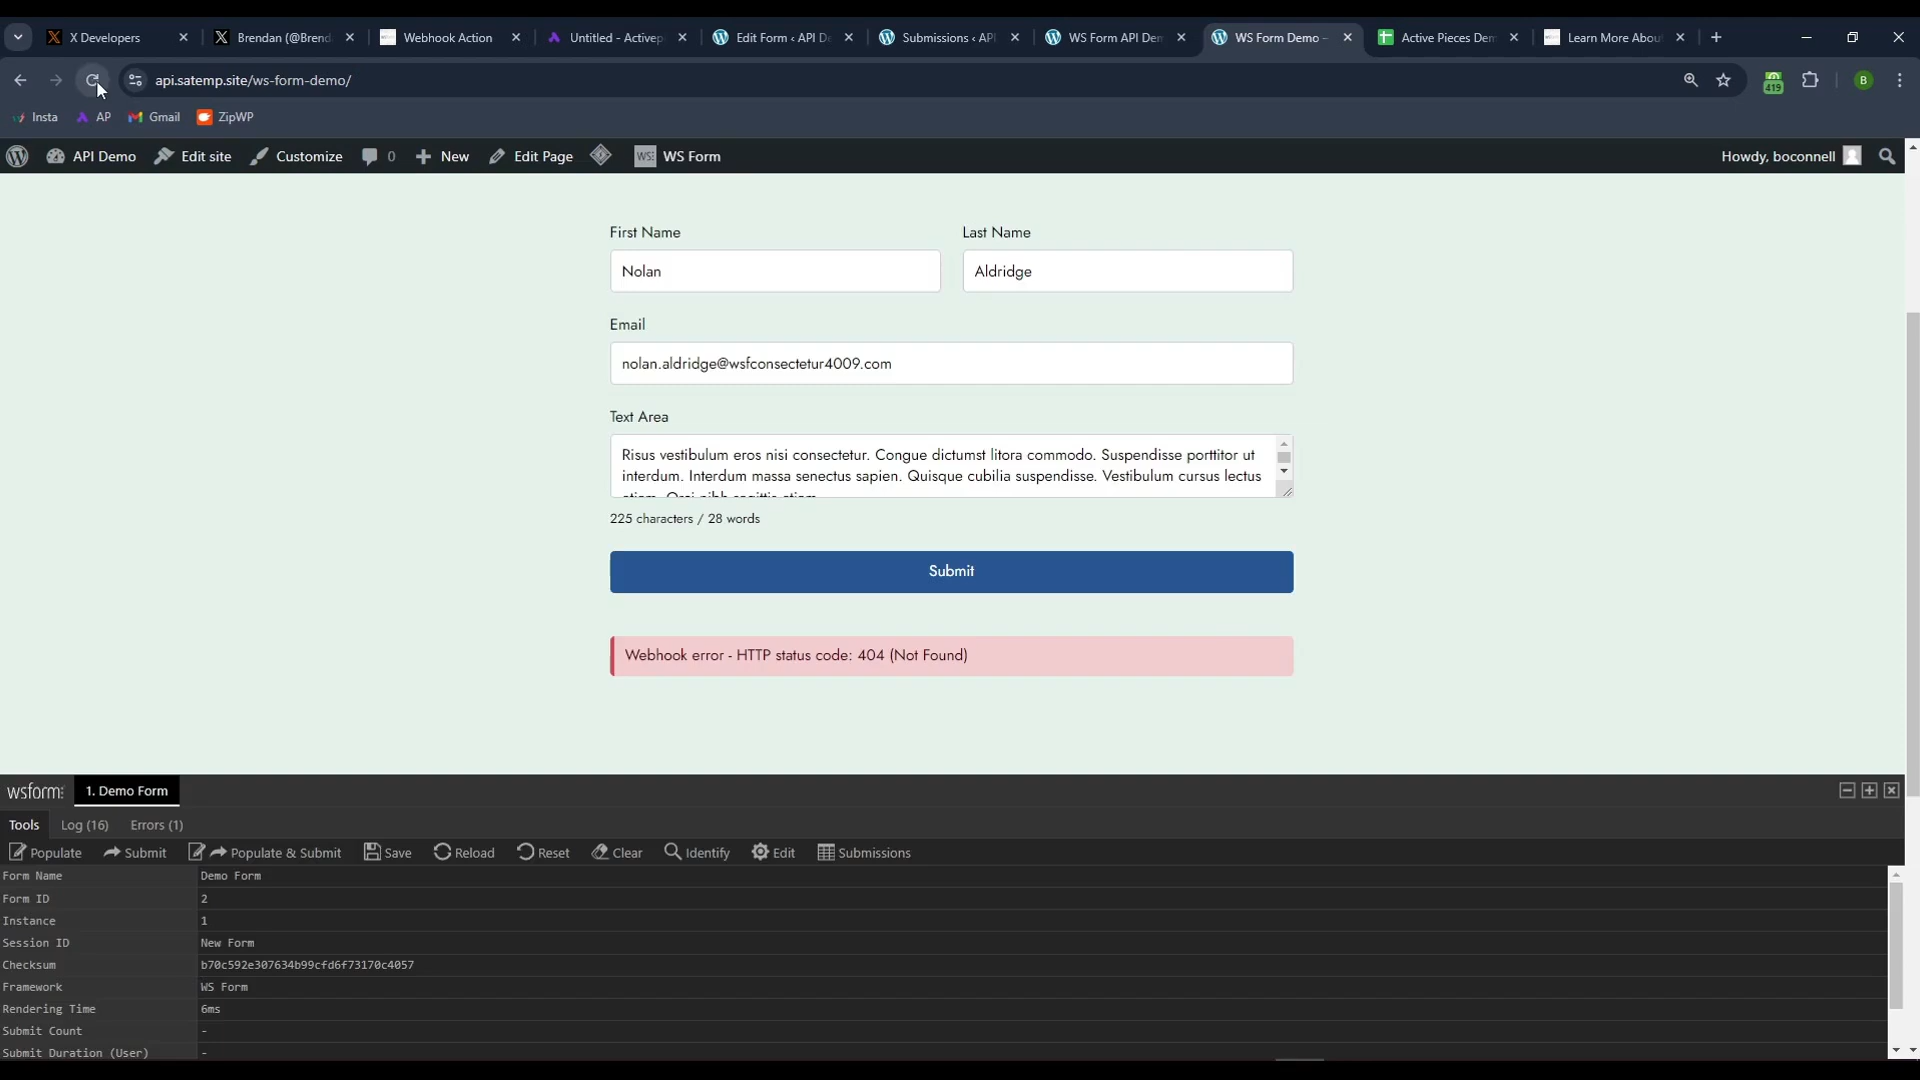 X Developers
Brendan (@Brend
Webhook Action
Untitled - Activep
Edit Form ‹ API De
Submissions ‹ API
WS Form API Den
WS Form Demo –
Active Pieces Dem
Learn More Abou
api.satemp.site/ws-form-demo/
419
B
Insta
AP
Gmail
ZipWP
API Demo
Edit site
Customize
0
New
Edit Page
WS Form
Howdy, boconnell
First Name
Last Name
Nolan
Aldridge
Email
nolan.aldridge@wsfconsectetur4009.com
Text Area
Risus vestibulum eros nisi consectetur. Congue dictumst litora commodo. Suspendisse porttitor ut
interdum. Interdum massa senectus sapien. Quisque cubilia suspendisse. Vestibulum cursus lectus
225 characters / 28 words
Submit
Webhook error - HTTP status code: 404 (Not Found)
wsform
1. Demo Form
Tools
Log (16)
Errors (1)
Populate
Submit
Populate & Submit
Save
Reload
Reset
Clear
Identify
Edit
Submissions
Form Name Demo Form
Form ID 2
Instance 1
Session ID New Form
Checksum b70c592e307634b99cfd6f73170c4057
Framework WS Form
Rendering Time 6ms
Submit Count -
Submit Duration (User) -